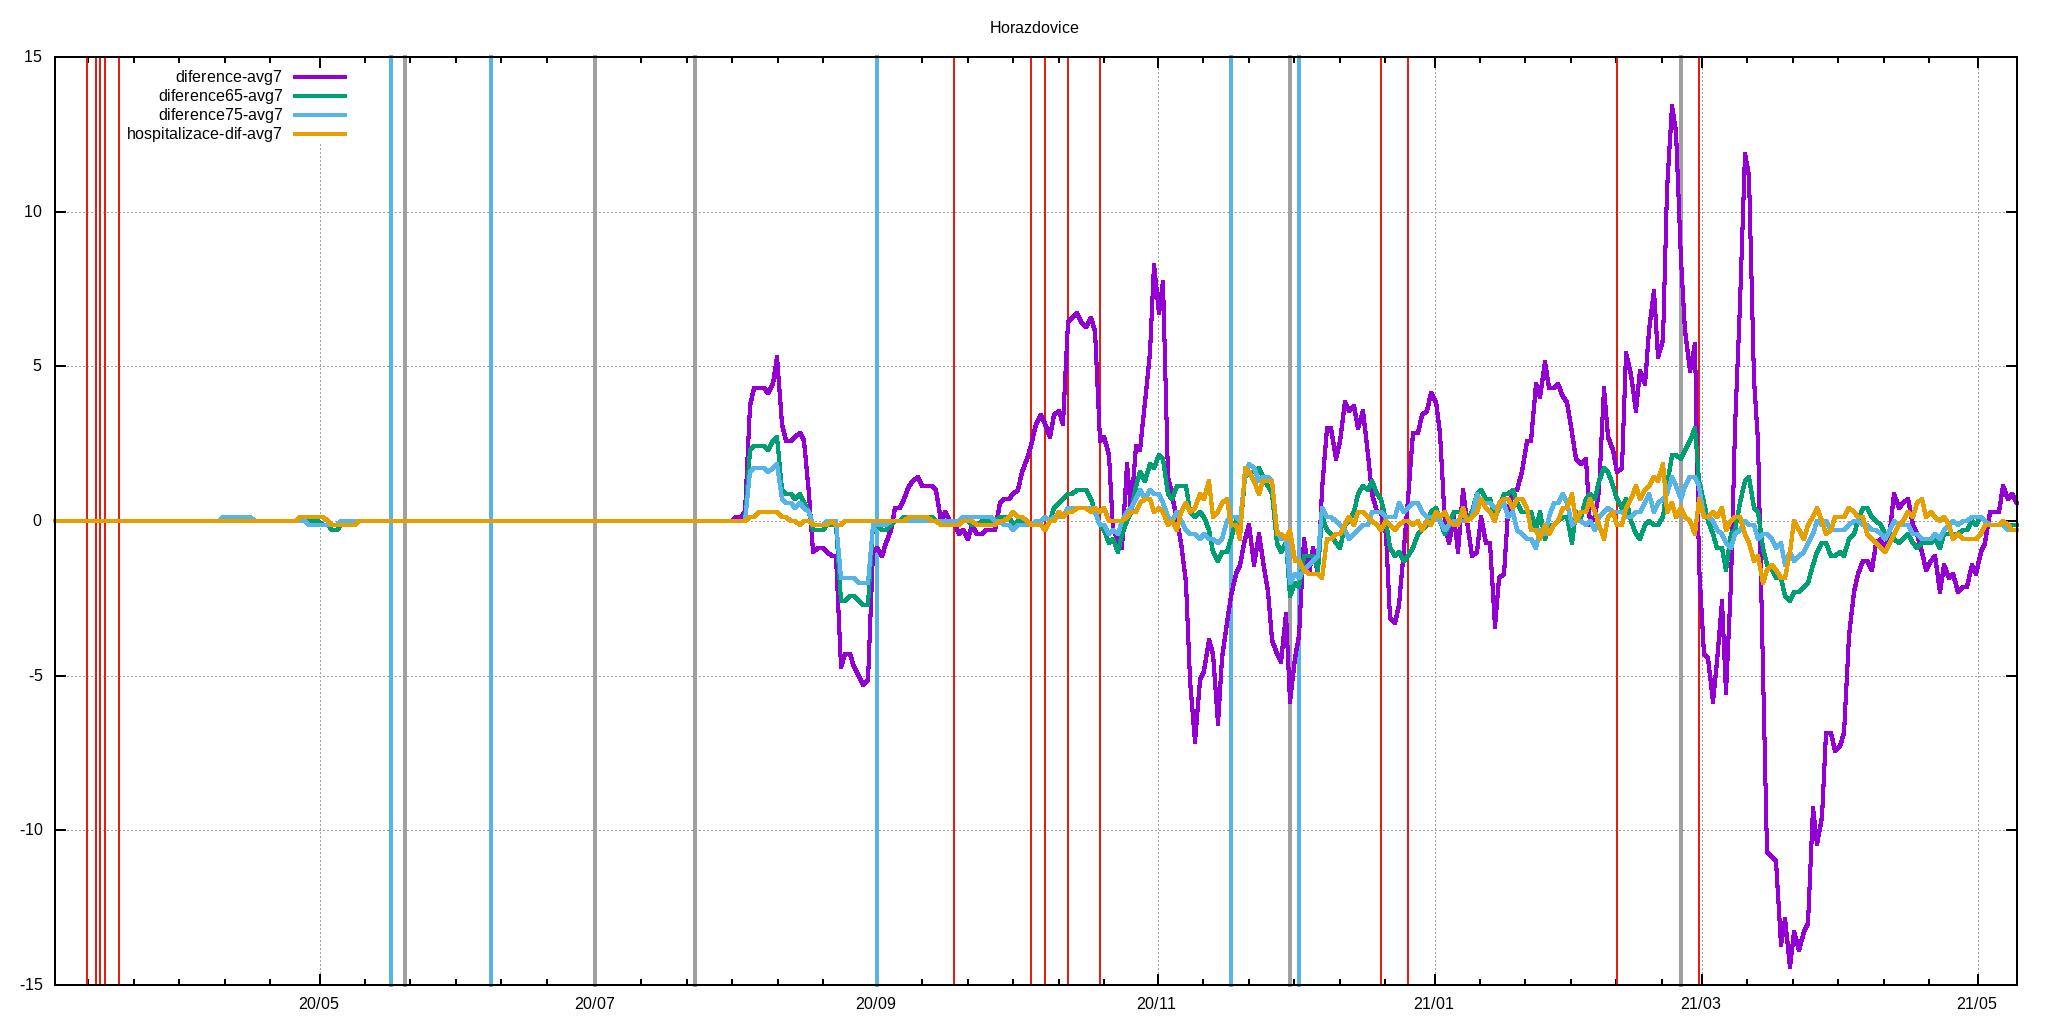 Horazdovice
15
diference-avg7
diference65-avg7
diference75-avg7
hospitalizace-dif-avg7
10
5
0
-5
-10
-15
20/05
20/07
20/09
20/11
21/01
21/03
21/05